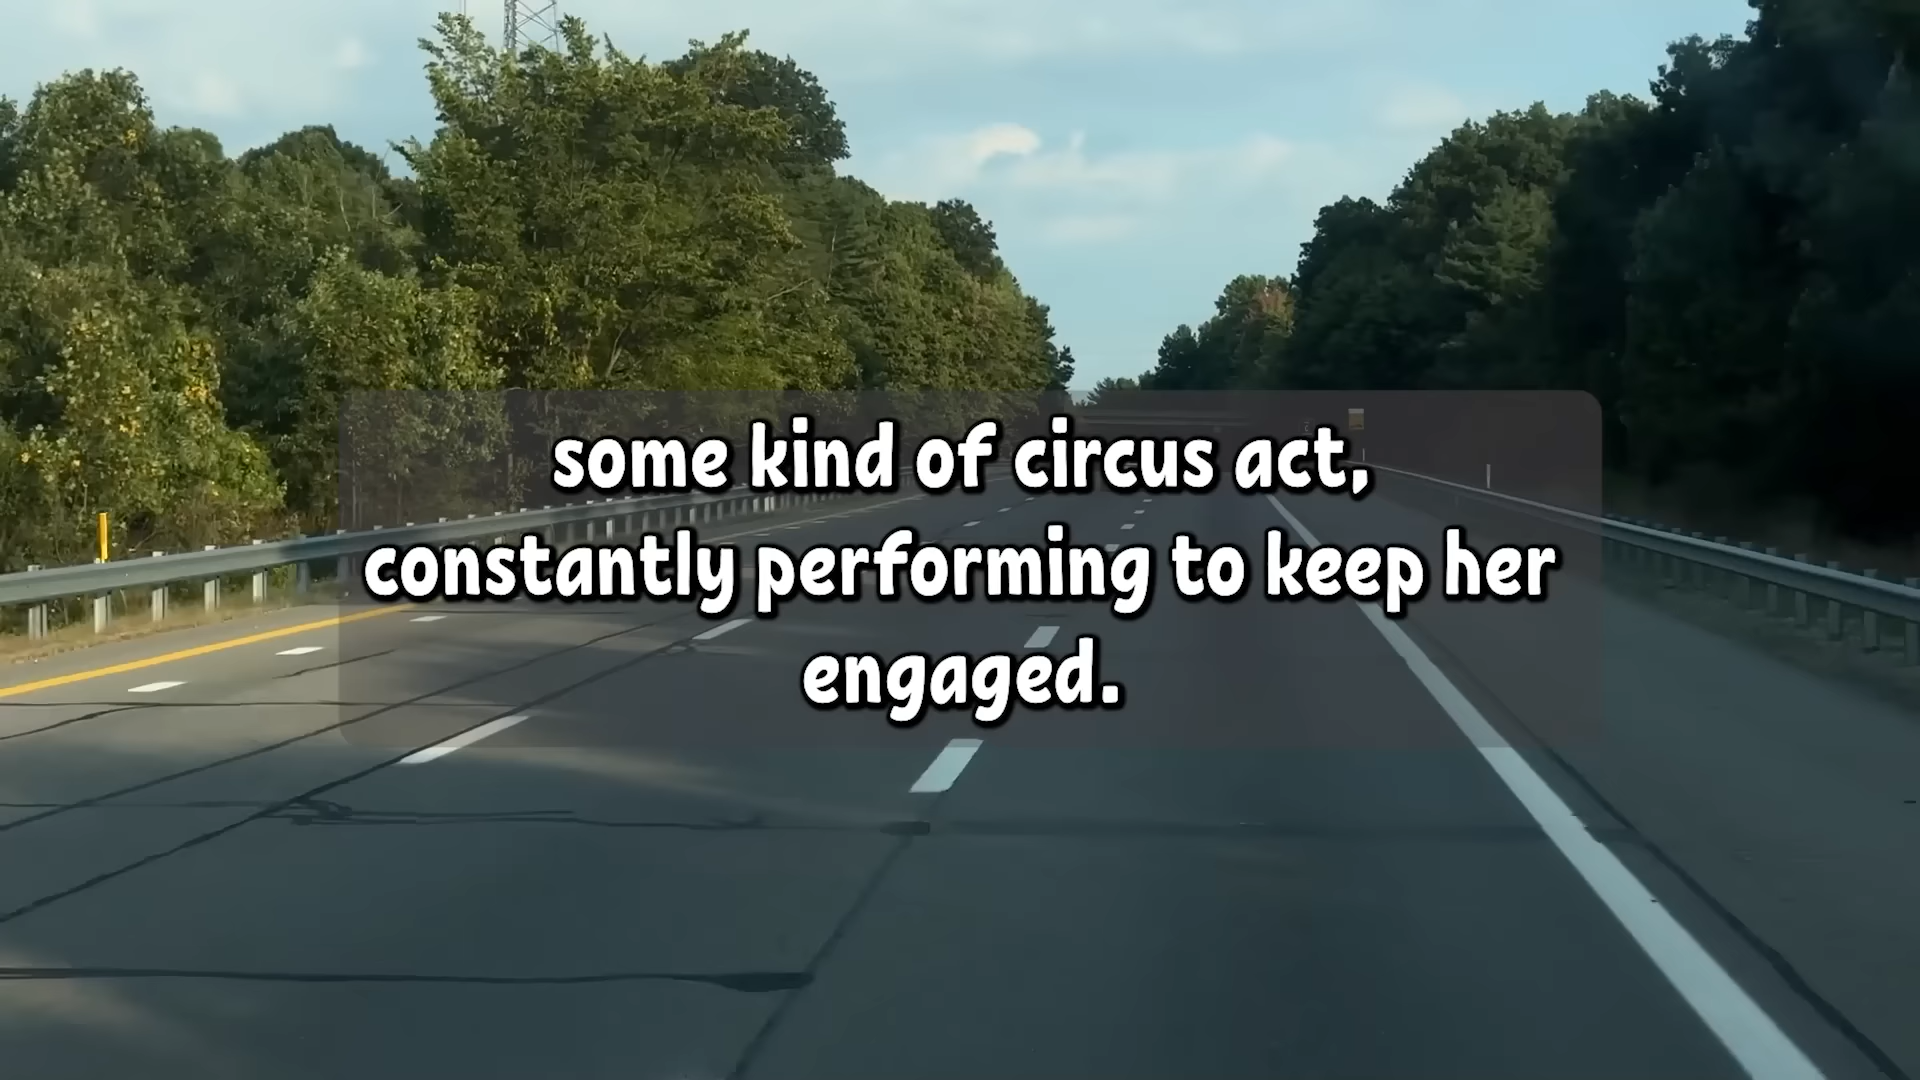 some kind of circus act,
constantly performing to keep her
engaged.